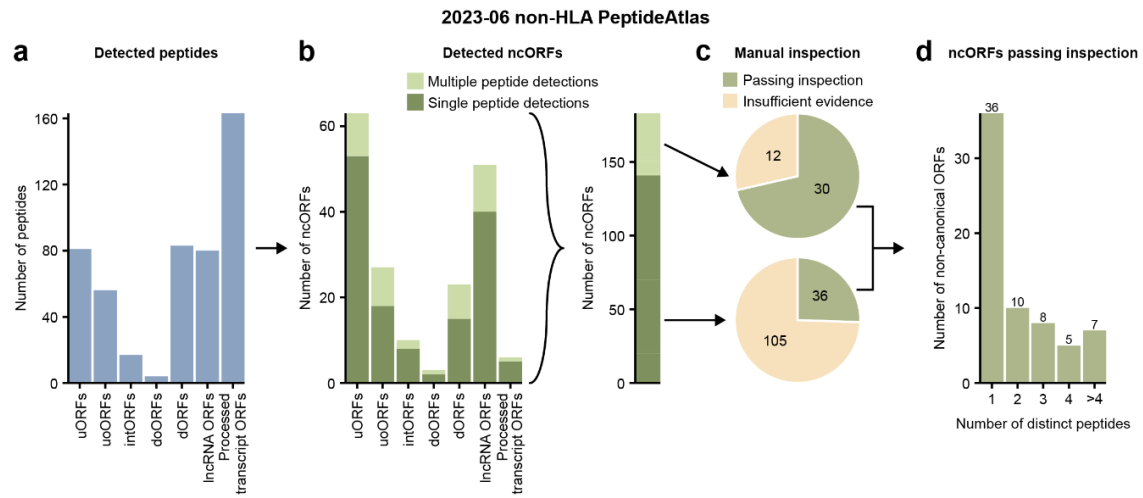 2023-06 non-HLA PeptideAtlas
a
Detected peptides
Number of peptides
160
120
80
40
0
uORFs
uoORFs
intORFs
doORFs
dORFs
lncRNA ORFs
Processed
transcript ORFs
b
Detected ncORFs
Multiple peptide detections
Single peptide detections
Number of ncORFs
60
40
20
0
uORFs
uoORFs
intORFs
doORFs
dORFs
lncRNA ORFs
Processed
transcript ORFs
Number of ncORFs
150
100
50
0
c
Manual inspection
Passing inspection
Insufficient evidence
12
30
36
105
d
ncORFs passing inspection
Number of non-canonical ORFs
30
20
10
0
36
10
8
5
7
1
2
3
4
>4
Number of distinct peptides